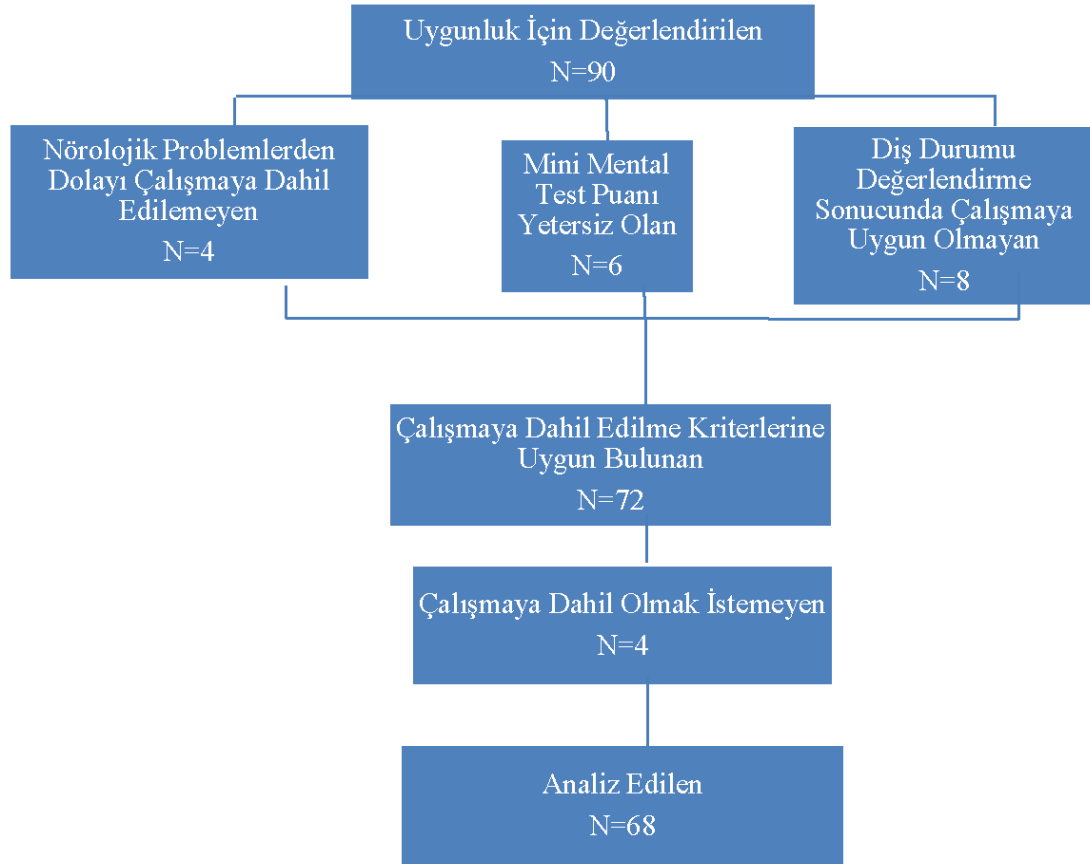 Uygunluk İçin Değerlendirilen
N=90
Nörolojik Problemlerden
Dolayı Çalışmaya Dahil
Edilemeyen
N=4
Mini Mental
Test Puanı
Yetersiz Olan
N=6
Diş Durumu
Değerlendirme
Sonucunda Çalışmaya
Uygun Olmayan
N=8
Çalışmaya Dahil Edilme Kriterlerine
Uygun Bulunan
N=72
Çalışmaya Dahil Olmak İstemeyen
N=4
Analiz Edilen
N=68